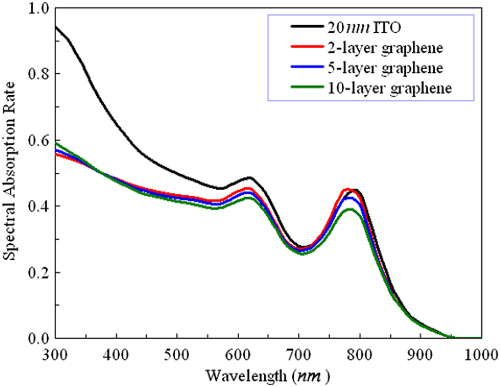 1.0
0.8
0.6
0.4
0.2
0.0
Spectral Absorption Rate
20nm ITO
2-layer graphene
5-layer graphene
10-layer graphene
300 400 500 600 700 800 900 1000
Wavelength (nm)